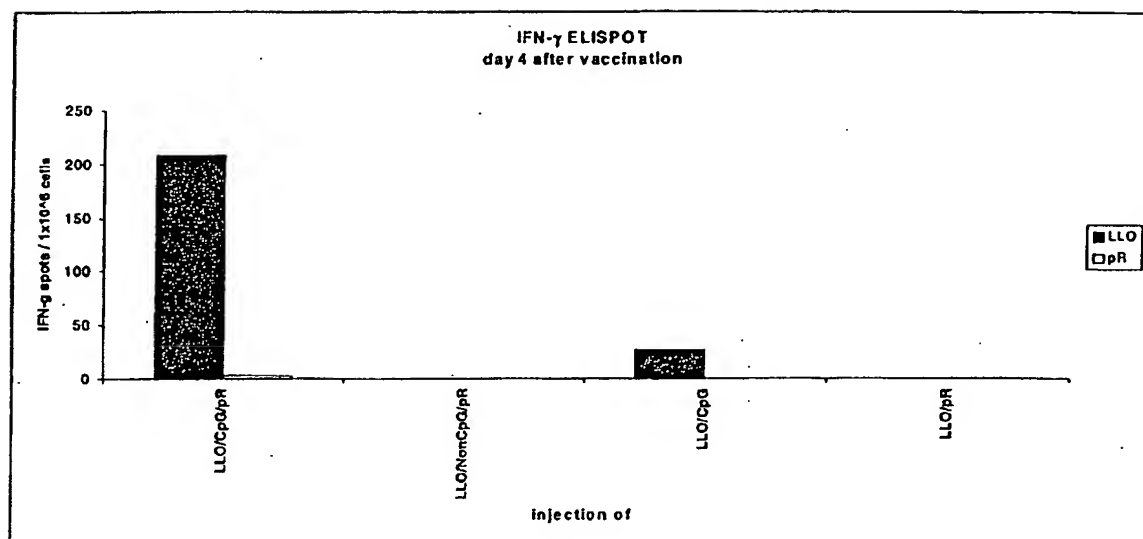 IFN-γ ELISPOT
day 4 after vaccination
IFN-g spots / 1x10^6 cells
250
200
150
100
50
0
LLO/CpG/pR
LLO/NonCpG/pR
LLO/CpG
LLO/pR
injection of
LLO
pR